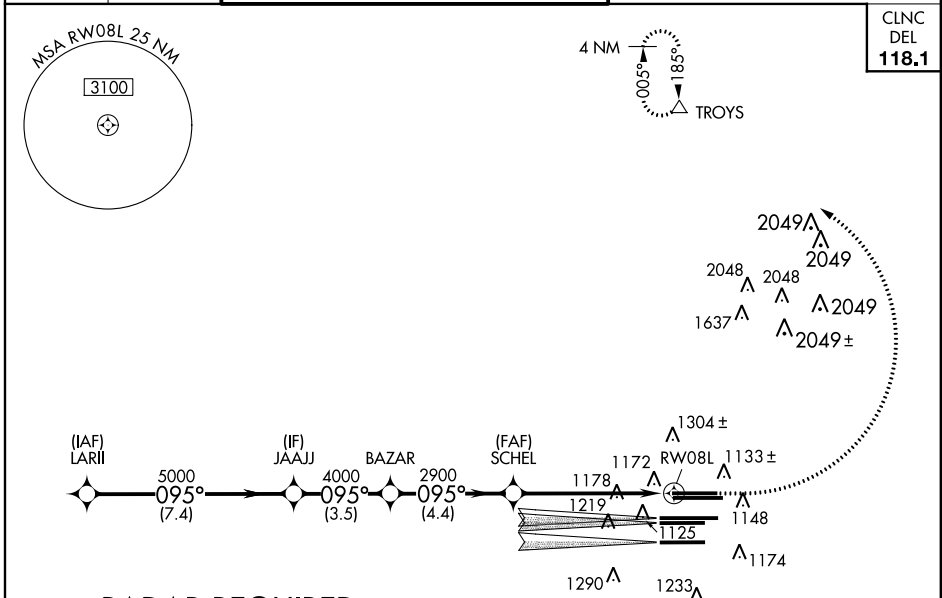 MSA RW08L 25 NM
3100
4 NM
005°
185°
TROYS
CLNC
DEL
118.1
2049
2049
2048
2048
2049
1637
2049 ±
1304 ±
(IAF)
LARII
(IF)
JAAJJ
BAZAR
(FAF)
SCHEL
1172
RW08L
1133 ±
5000
095°
(7.4)
4000
095°
(3.5)
2900
095°
(4.4)
1178
1219
1125
1148
1174
1290
1233
RADAR REQUIRED